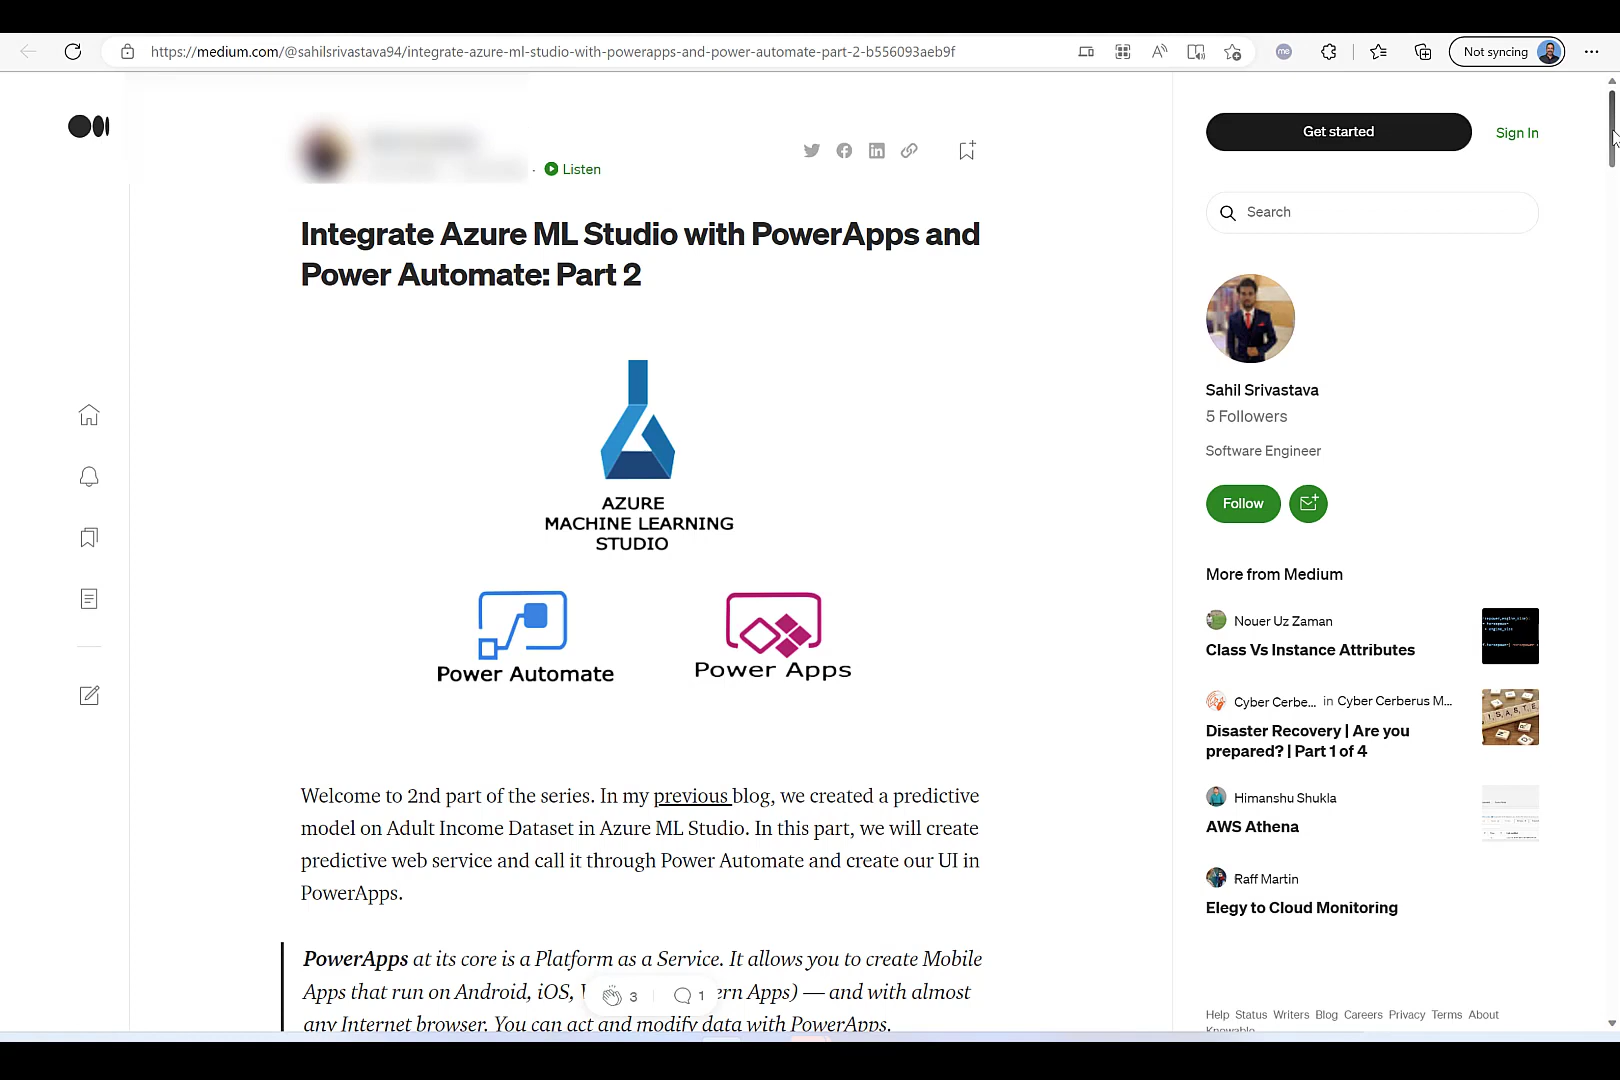 https://medium.com/@sahilsrivastava94/integrate-azure-ml-studio-with-powerapps-and-power-automate-part-2-b556093aeb9f
me
Not syncing
· Listen
Get started
Sign In
Search
Integrate Azure ML Studio with PowerApps and
Power Automate: Part 2
AZURE
MACHINE LEARNING
STUDIO
Power Automate
Power Apps
Welcome to 2nd part of the series. In my previous blog, we created a predictive
model on Adult Income Dataset in Azure ML Studio. In this part, we will create
predictive web service and call it through Power Automate and create our UI in
PowerApps.
PowerApps at its core is a Platform as a Service. It allows you to create Mobile
Apps that run on Android, iOS, ern Apps) — and with almost
any Internet browser. You can act and modify data with PowerApps.
3
1
Sahil Srivastava
5 Followers
Software Engineer
Follow
More from Medium
Nouer Uz Zaman
Class Vs Instance Attributes
Cyber Cerbe... in Cyber Cerberus M...
Disaster Recovery | Are you
prepared? | Part 1 of 4
Himanshu Shukla
AWS Athena
Raff Martin
Elegy to Cloud Monitoring
Help Status Writers Blog Careers Privacy Terms About
Knowable